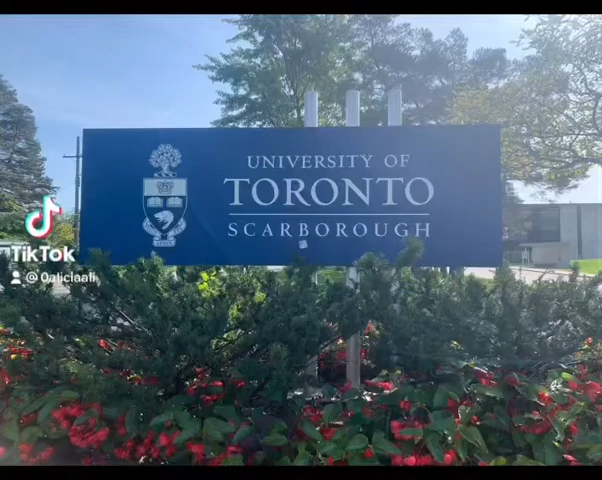 UNIVERSITY OF
TORONTO
SCARBOROUGH
TikTok
@0aliciaali